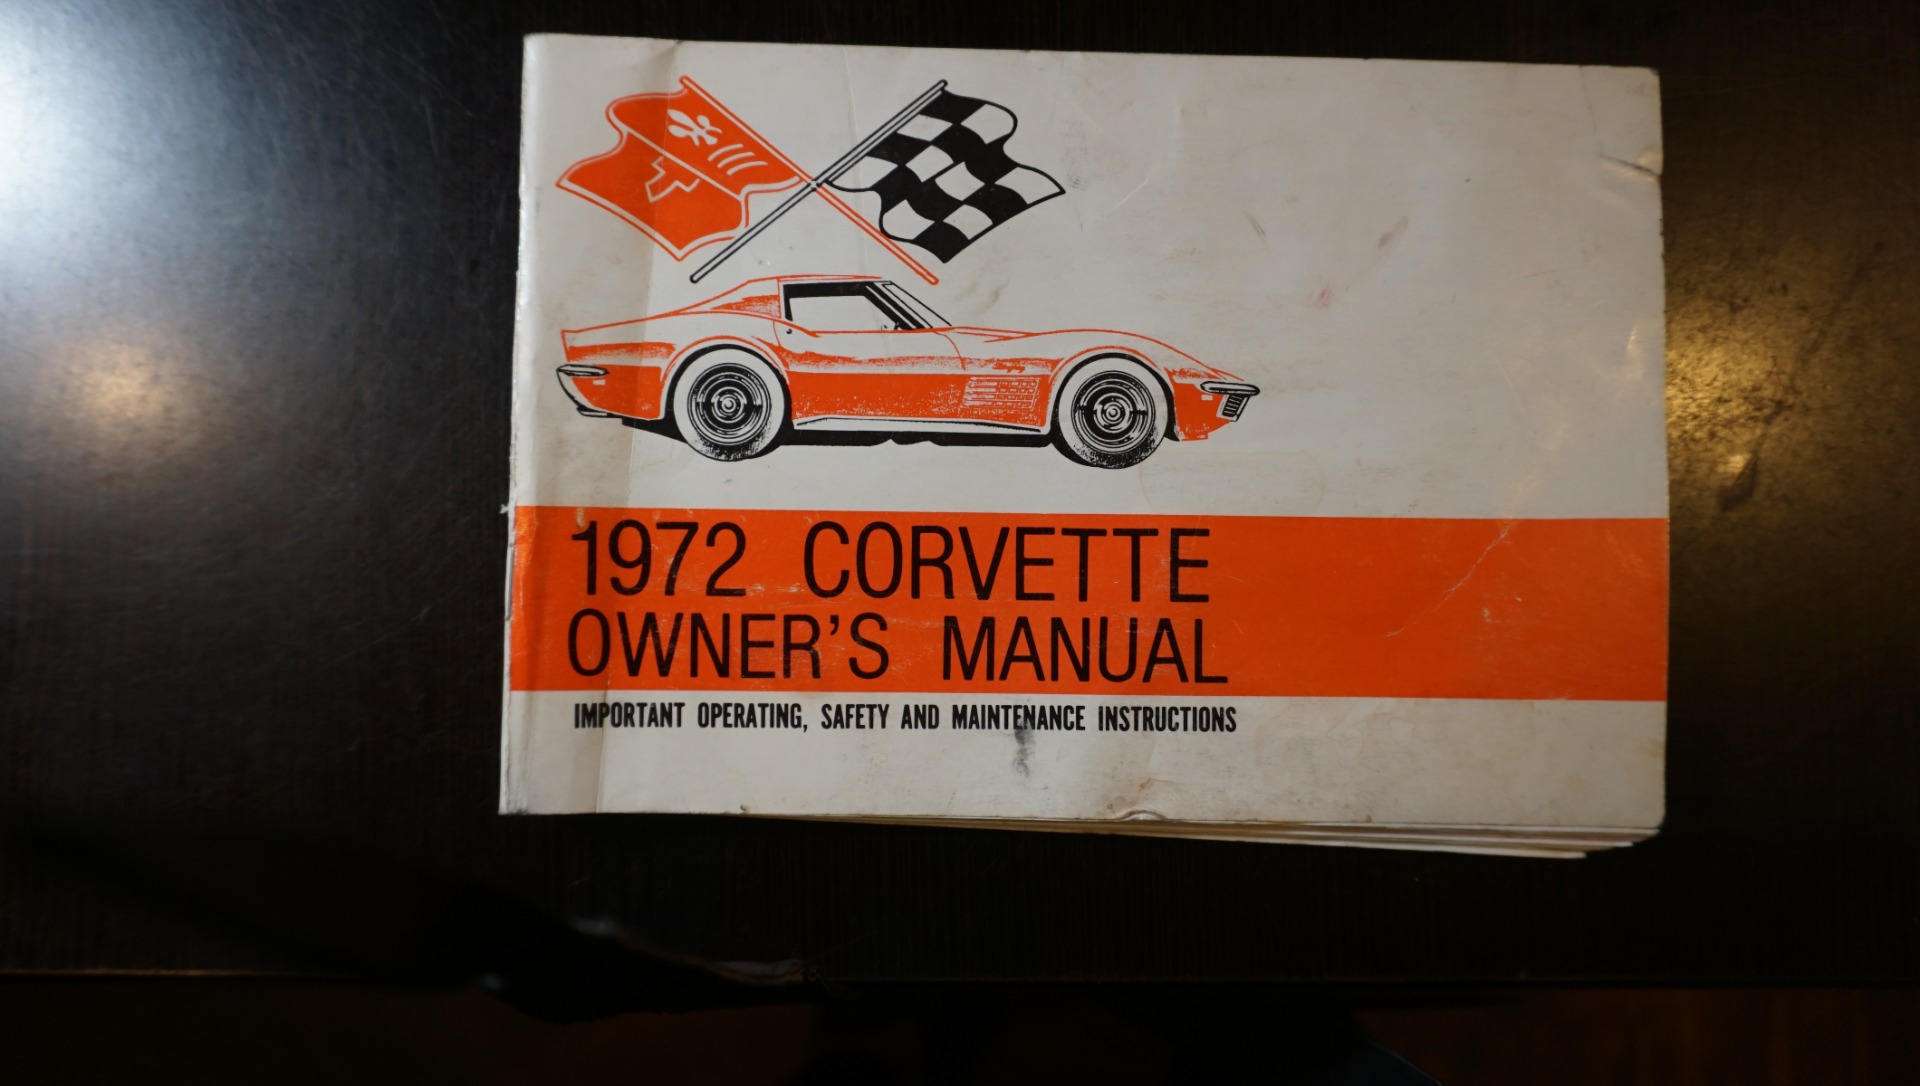 1972 CORVETTE
OWNER'S MANUAL
IMPORTANT OPERATING, SAFETY AND MAINTENANCE INSTRUCTIONS